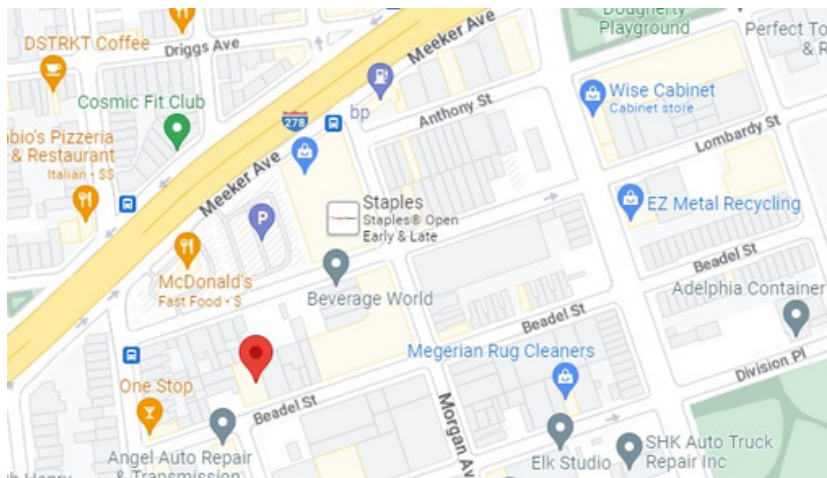 Dougherty
Playground
DSTRKT Coffee
Driggs Ave
Meeker Ave
Perfect To
& R
Cosmic Fit Club
278
bp
Wise Cabinet
Cabinet store
Anthony St
Lombardy St
bio's Pizzeria
& Restaurant
Italian · $$
Meeker Ave
P
Staples
Staples® Open
Early & Late
EZ Metal Recycling
McDonald's
Fast Food · $
Beverage World
Beadel St
Adelphia Container
Beadel St
Megerian Rug Cleaners
Division Pl
One Stop
Beadel St
Morgan Av
Angel Auto Repair
& Transmission
Elk Studio
SHK Auto Truck
Repair Inc
Henry